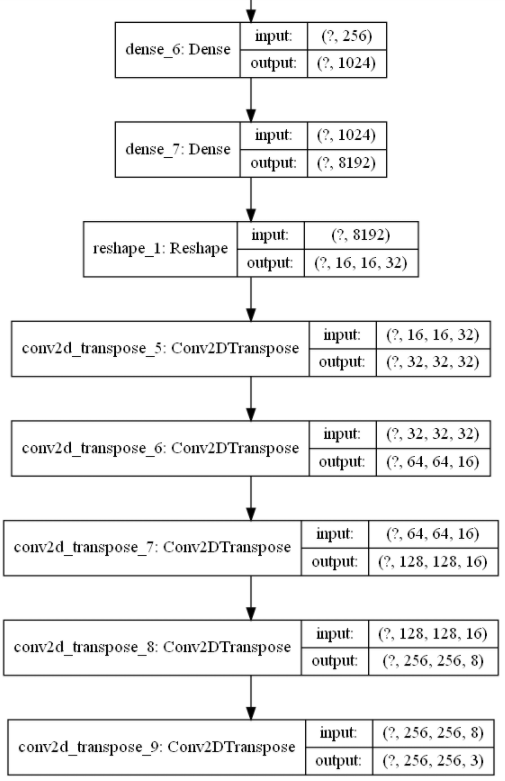 dense_6: Dense
input: (?, 256)
output: (?, 1024)
dense_7: Dense
input: (?, 1024)
output: (?, 8192)
reshape_1: Reshape
input: (?, 8192)
output: (?, 16, 16, 32)
conv2d_transpose_5: Conv2DTranspose
input: (?, 16, 16, 32)
output: (?, 32, 32, 32)
conv2d_transpose_6: Conv2DTranspose
input: (?, 32, 32, 32)
output: (?, 64, 64, 16)
conv2d_transpose_7: Conv2DTranspose
input: (?, 64, 64, 16)
output: (?, 128, 128, 16)
conv2d_transpose_8: Conv2DTranspose
input: (?, 128, 128, 16)
output: (?, 256, 256, 8)
conv2d_transpose_9: Conv2DTranspose
input: (?, 256, 256, 8)
output: (?, 256, 256, 3)